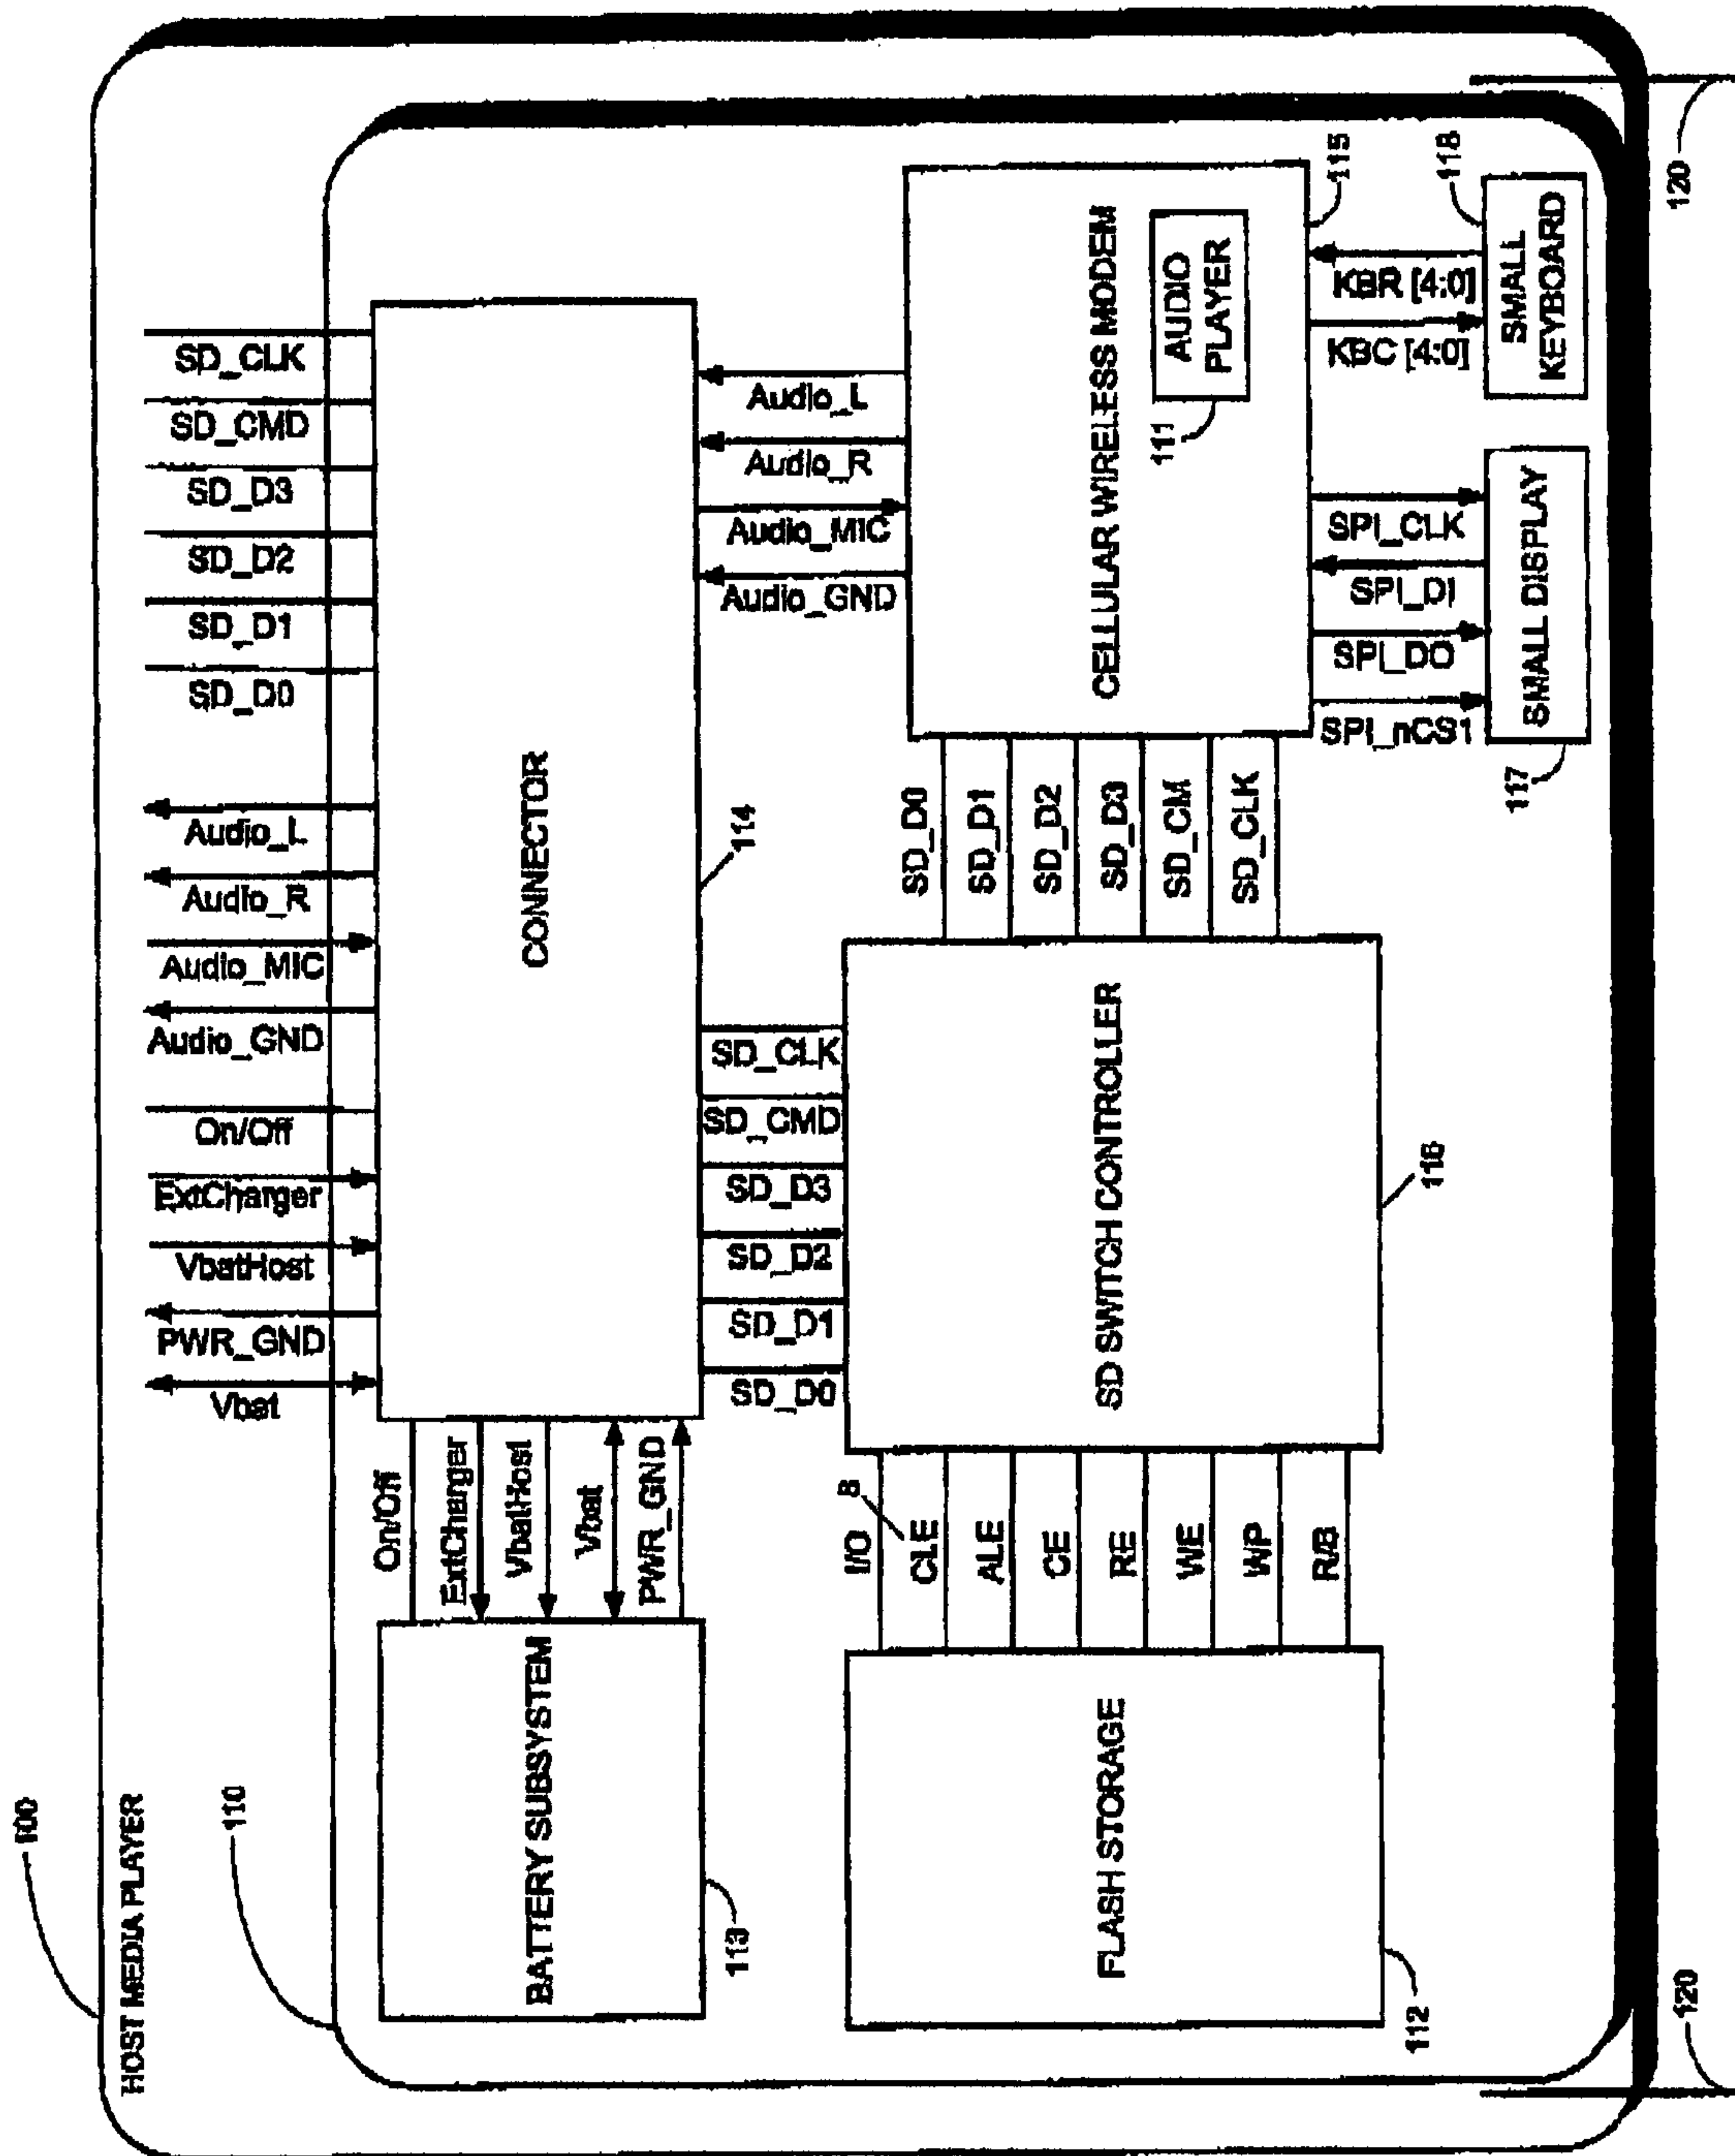 100
HOST MEDIA PLAYER
110
Vbat
PWR_GND
VbatHost
ExtCharger
On/Off
Audio_GND
Audio_MIC
Audio_R
Audio_L
SD_D0
SD_D1
SD_D2
SD_D3
SD_CMD
SD_CLK
BATTERY SUBSYSTEM
113
On/Off
ExtCharger
VbatHost
Vbat
PWR_GND
CONNECTOR
114
SD_D0
SD_D1
SD_D2
SD_D3
SD_CMD
SD_CLK
Audio_GND
Audio_MIC
Audio_R
Audio_L
FLASH STORAGE
112
I/O
8
CLE
ALE
CE
RE
WE
WP
R/B
SD SWITCH CONTROLLER
116
SD_D0
SD_D1
SD_D2
SD_D3
SD_CM
SD_CLK
CELLULAR WIRELESS MODEM
AUDIO
PLAYER
111
115
SPI_nCS1
SPI_DO
SPI_DI
SPI_CLK
KBC [4:0]
KBR [4:0]
117
SMALL DISPLAY
118
SMALL
KEYBOARD
120
120